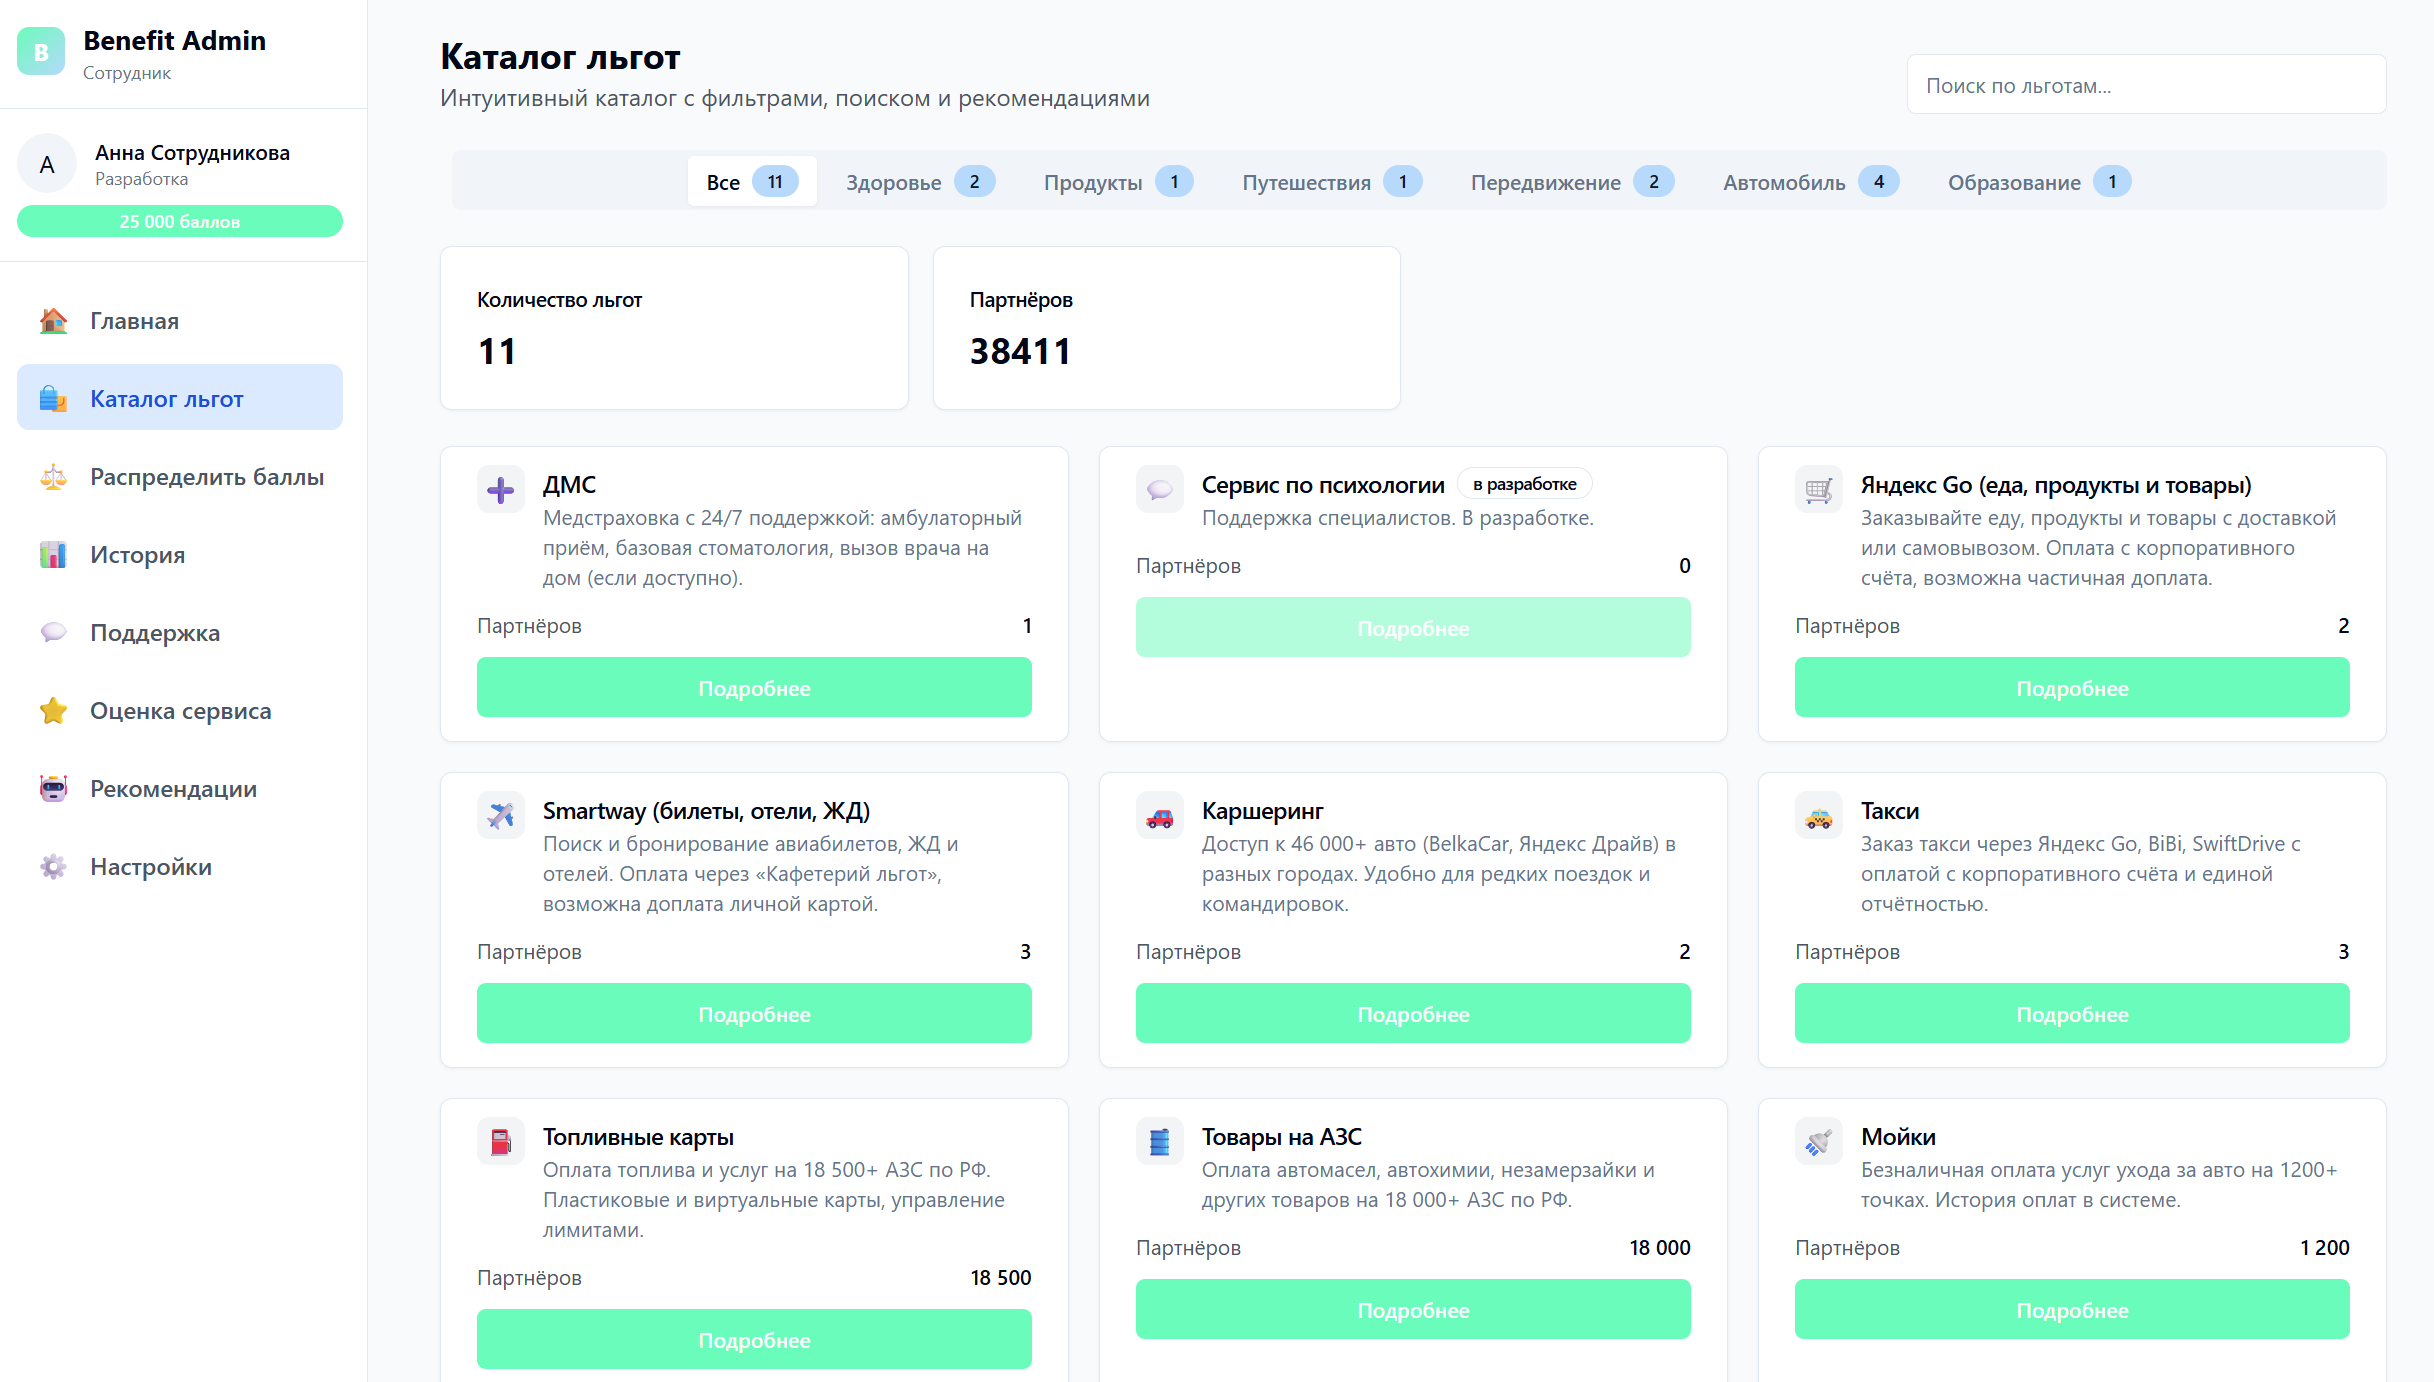 B
Benefit Admin
Сотрудник
А
Анна Сотрудникова
Разработка
25 000 баллов
Главная
Каталог льгот
Распределить баллы
История
Поддержка
Оценка сервиса
Рекомендации
Настройки
Каталог льгот
Интуитивный каталог с фильтрами, поиском и рекомендациями
Поиск по льготам...
Все 11 Здоровье 2 Продукты 1 Путешествия 1 Передвижение 2 Автомобиль 4 Образование 1
Количество льгот
11
Партнёров
38411
ДМС
Медстраховка с 24/7 поддержкой: амбулаторный
приём, базовая стоматология, вызов врача на
дом (если доступно).
Партнёров 1
Подробнее
Сервис по психологии в разработке
Поддержка специалистов. В разработке.
Партнёров 0
Подробнее
Яндекс Go (еда, продукты и товары)
Заказывайте еду, продукты и товары с доставкой
или самовывозом. Оплата с корпоративного
счёта, возможна частичная доплата.
Партнёров 2
Подробнее
Smartway (билеты, отели, ЖД)
Поиск и бронирование авиабилетов, ЖД и
отелей. Оплата через «Кафетерий льгот»,
возможна доплата личной картой.
Партнёров 3
Подробнее
Каршеринг
Доступ к 46 000+ авто (BelkaCar, Яндекс Драйв) в
разных городах. Удобно для редких поездок и
командировок.
Партнёров 2
Подробнее
Такси
Заказ такси через Яндекс Go, BiBi, SwiftDrive с
оплатой с корпоративного счёта и единой
отчётностью.
Партнёров 3
Подробнее
Топливные карты
Оплата топлива и услуг на 18 500+ АЗС по РФ.
Пластиковые и виртуальные карты, управление
лимитами.
Партнёров 18 500
Подробнее
Товары на АЗС
Оплата автомасел, автохимии, незамерзайки и
других товаров на 18 000+ АЗС по РФ.
Партнёров 18 000
Подробнее
Мойки
Безналичная оплата услуг ухода за авто на 1200+
точках. История оплат в системе.
Партнёров 1 200
Подробнее